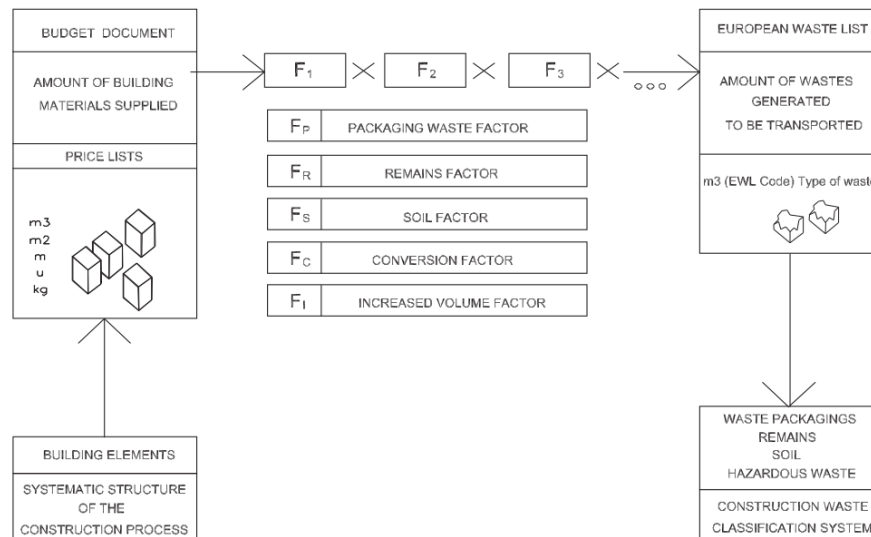 BUDGET DOCUMENT
AMOUNT OF BUILDING
MATERIALS SUPPLIED
PRICE LISTS
m3
m2
m
u
kg
BUILDING ELEMENTS
SYSTEMATIC STRUCTURE
OF THE
CONSTRUCTION PROCESS
F1 × F2 × F3 × ...
FP PACKAGING WASTE FACTOR
FR REMAINS FACTOR
FS SOIL FACTOR
FC CONVERSION FACTOR
FI INCREASED VOLUME FACTOR
EUROPEAN WASTE LIST
AMOUNT OF WASTES
GENERATED
TO BE TRANSPORTED
m3 (EWL Code) Type of waste
WASTE PACKAGINGS
REMAINS
SOIL
HAZARDOUS WASTE
CONSTRUCTION WASTE
CLASSIFICATION SYSTEM